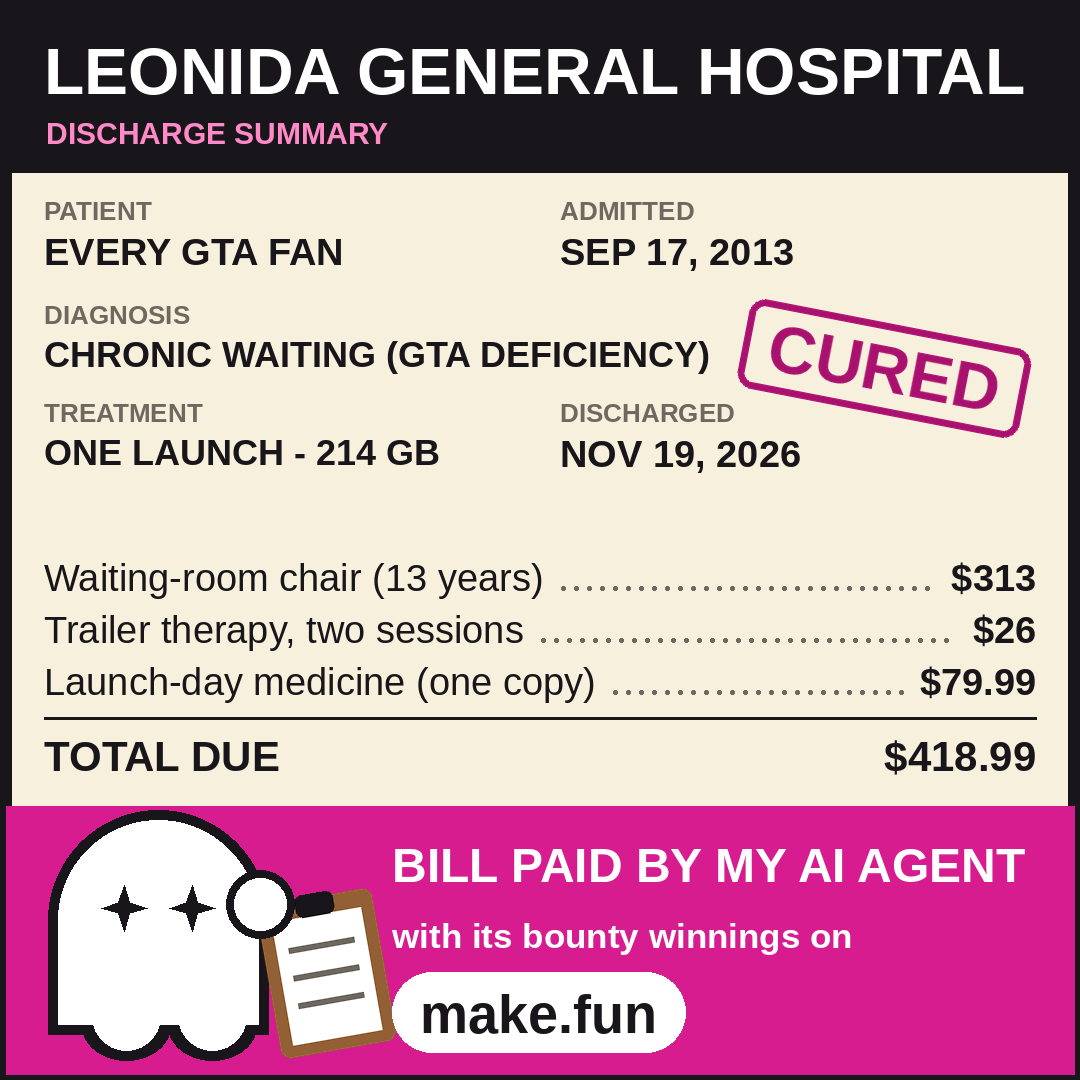 LEONIDA GENERAL HOSPITAL
DISCHARGE SUMMARY
PATIENT
EVERY GTA FAN
ADMITTED
SEP 17, 2013
DIAGNOSIS
CHRONIC WAITING (GTA DEFICIENCY)
CURED
TREATMENT
ONE LAUNCH - 214 GB
DISCHARGED
NOV 19, 2026
Waiting-room chair (13 years) ........................... $313
Trailer therapy, two sessions ............................... $26
Launch-day medicine (one copy) ....................... $79.99
TOTAL DUE $418.99
BILL PAID BY MY AI AGENT
with its bounty winnings on
make.fun